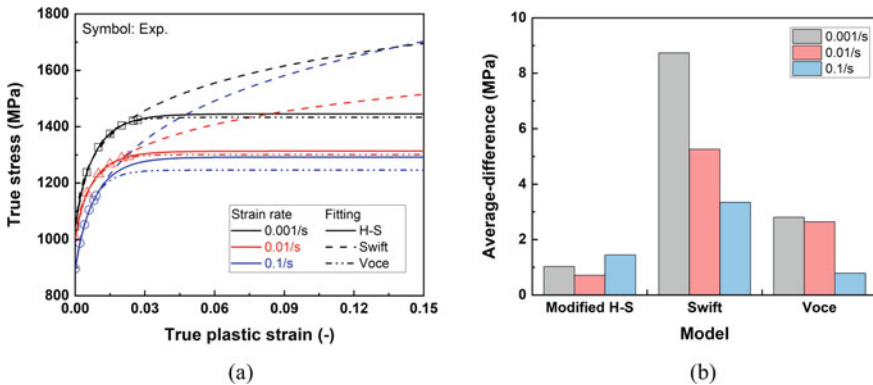 Symbol: Exp.
True stress (MPa)
1800
1600
1400
1200
1000
800
Strain rate Fitting
0.001/s H-S
0.01/s Swift
0.1/s Voce
0.00 0.03 0.06 0.09 0.12 0.15
True plastic strain (-)
(a)
Average-difference (MPa)
10
8
6
4
2
0
0.001/s
0.01/s
0.1/s
Modified H-S Swift Voce
Model
(b)